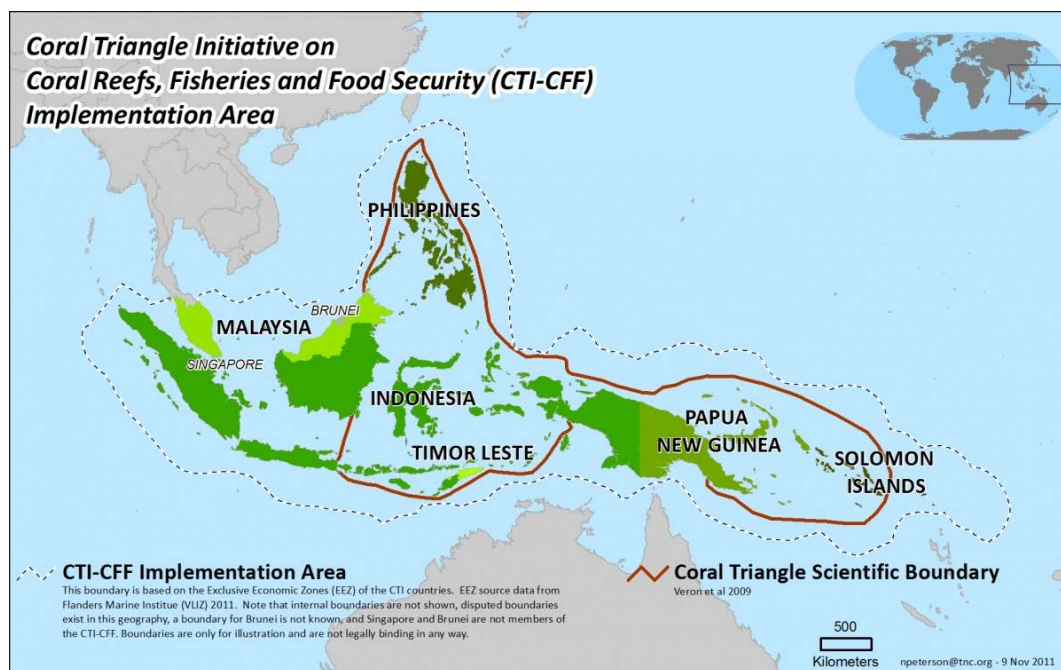 Coral Triangle Initiative on
Coral Reefs, Fisheries and Food Security (CTI-CFF)
Implementation Area
PHILIPPINES
BRUNEI
MALAYSIA
SINGAPORE
INDONESIA
PAPUA
NEW GUINEA
TIMOR LESTE
SOLOMON
ISLANDS
CTI-CFF Implementation Area
This boundary is based on the Exclusive Economic Zones (EEZ) of the CTI countries. EEZ source data from
Flanders Marine Institue (VLIZ) 2011. Note that internal boundaries are not shown, disputed boundaries
exist in this geography, a boundary for Brunei is not known, and Singapore and Brunei are not members of
the CTI-CFF. Boundaries are only for illustration and are not legally binding in any way.
Coral Triangle Scientific Boundary
Veron et al 2009
500
Kilometers
npeterson@tnc.org - 9 Nov 2011